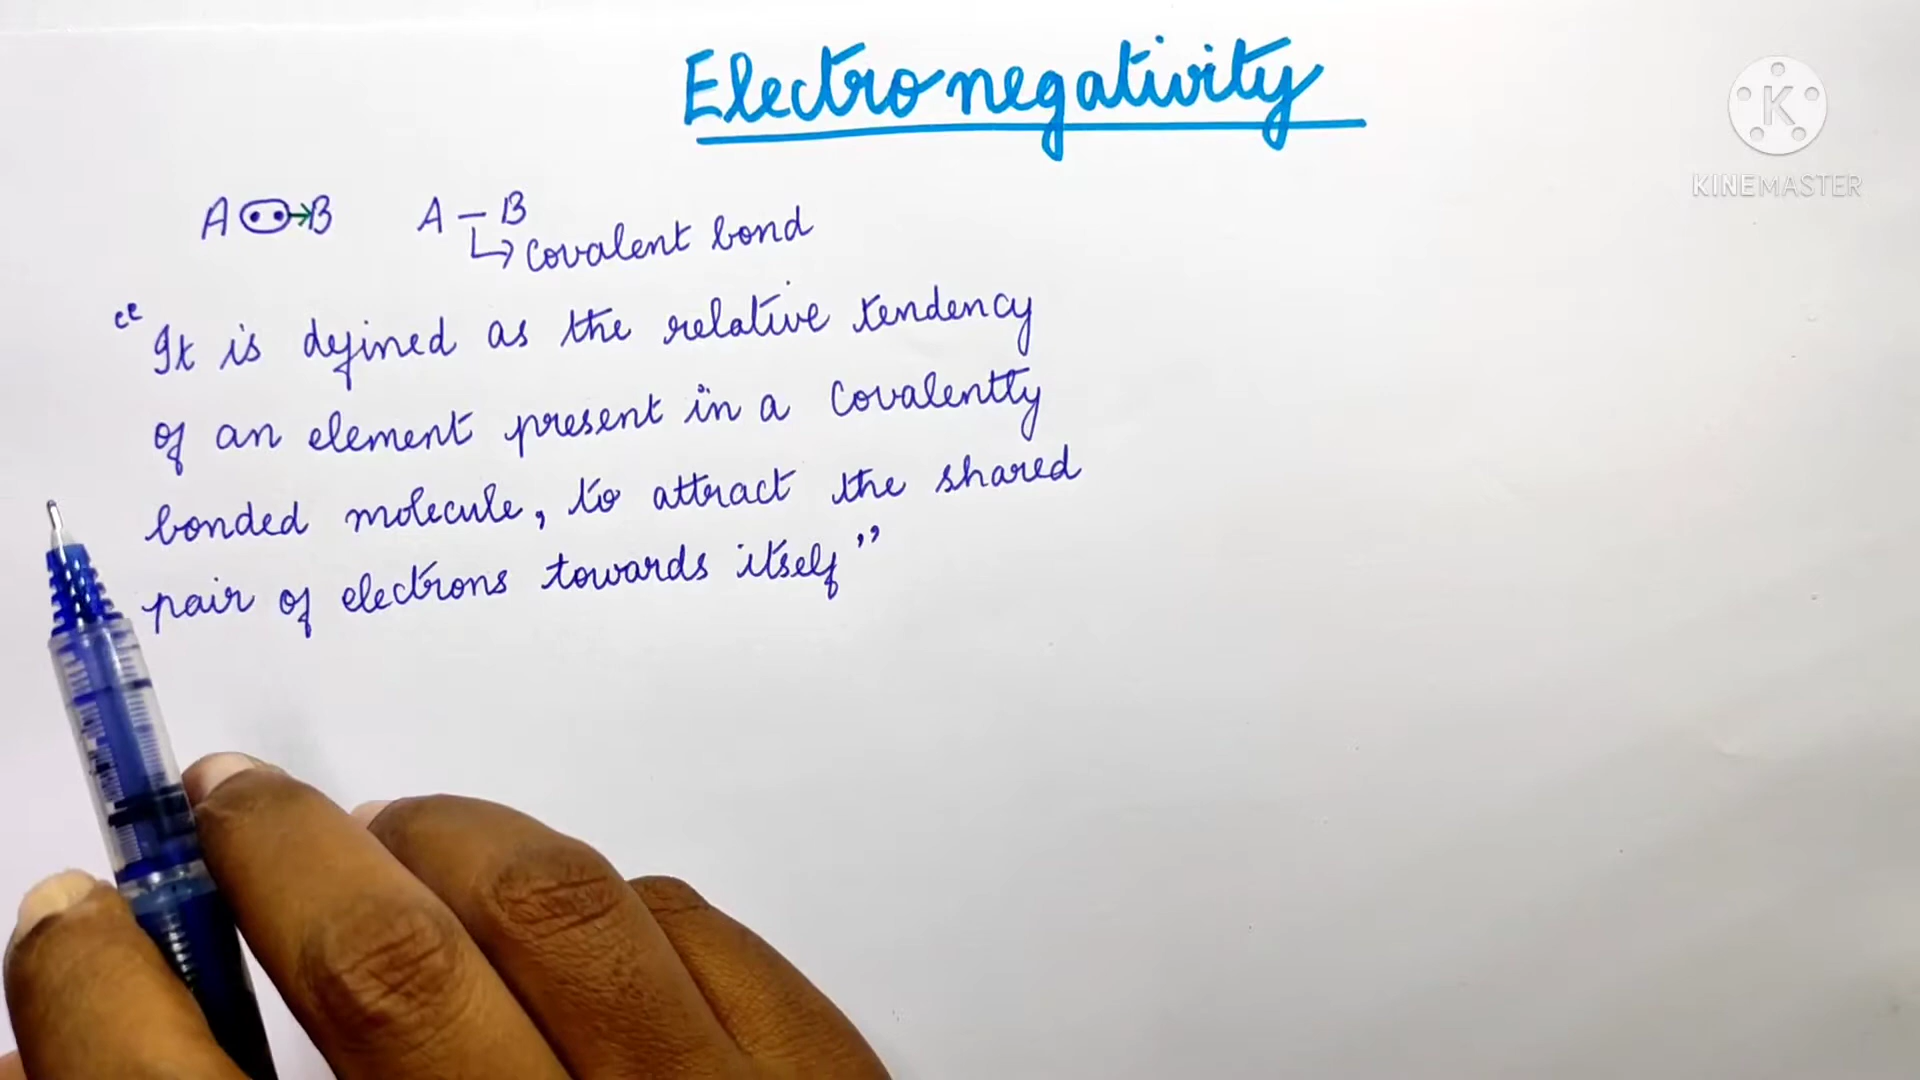 Electronegativity
K
KINEMASTER
A B A – B
Covalent bond
“It is defined as the relative tendency
of an element present in a Covalentty
bonded molecule, to attract the shared
pair of electrons towards itself”